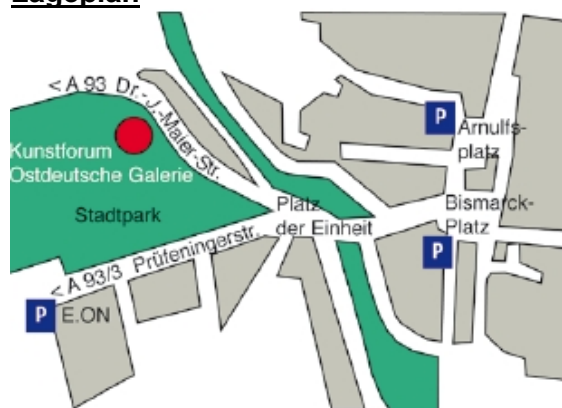 Lageplan
< A 93 Dr.-J.-Maier-Str.
P
Arnulfs-
platz
Kunstforum
Ostdeutsche Galerie
Stadtpark
Platz
der Einheit
Bismarck-
Platz
P
< A 93/3 Prüfeningerstr.
P
E.ON